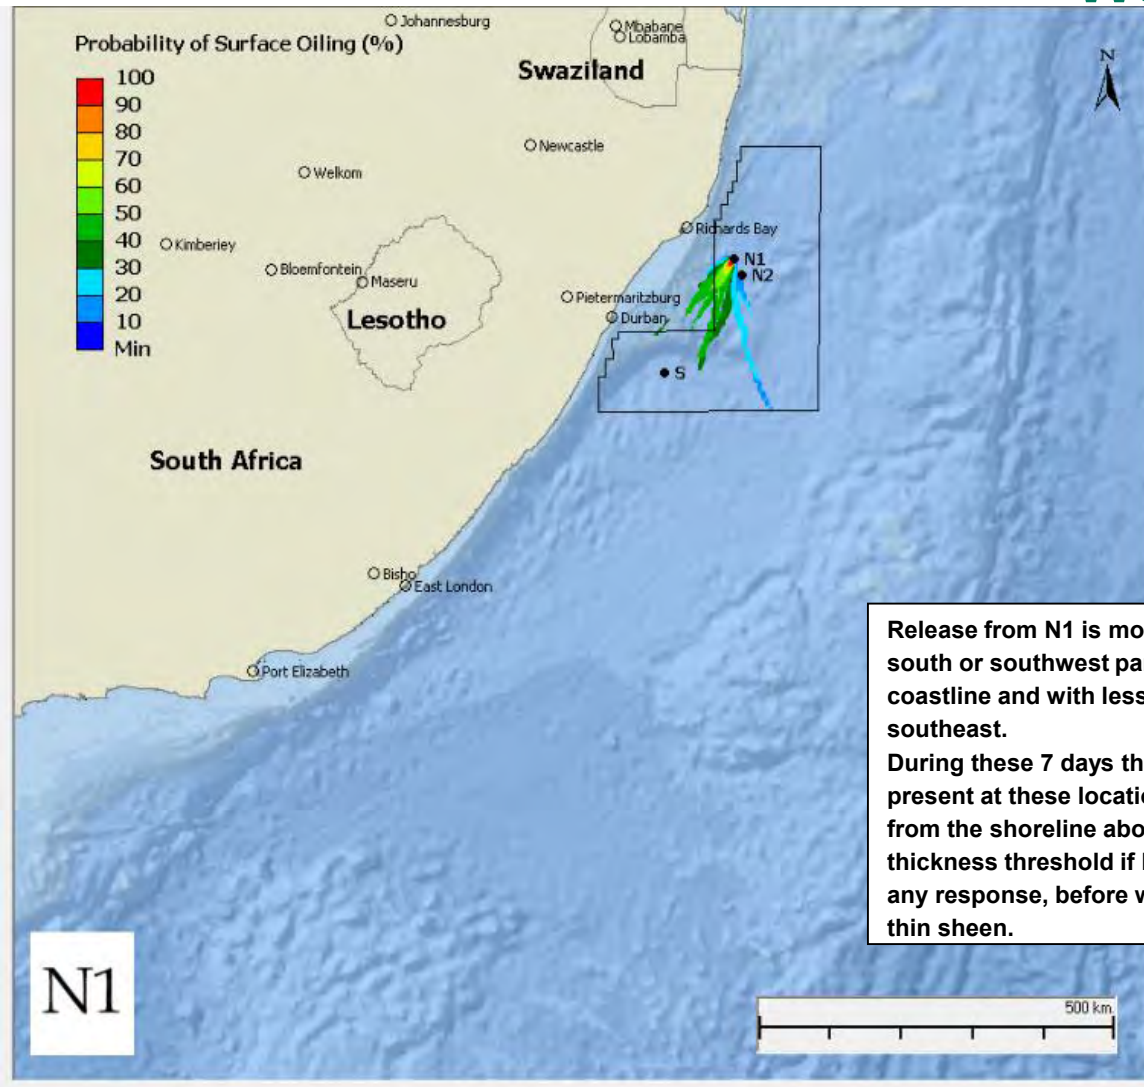 Johannesburg
Mbabane
Lobamba
Probability of Surface Oiling (%)
Swaziland
N
100
90
80
70
60
50
40
30
20
10
Min
Newcastle
Welkom
Richards Bay
Kimberley
N1
Bloemfontein
N2
Maseru
Pietermaritzburg
Lesotho
Durban
S
South Africa
Bisho
East London
Port Elizabeth
Release from N1 is mo
south or southwest pa
coastline and with less
southeast.
During these 7 days th
present at these locati
from the shoreline abo
thickness threshold if
any response, before
thin sheen.
N1
500 km